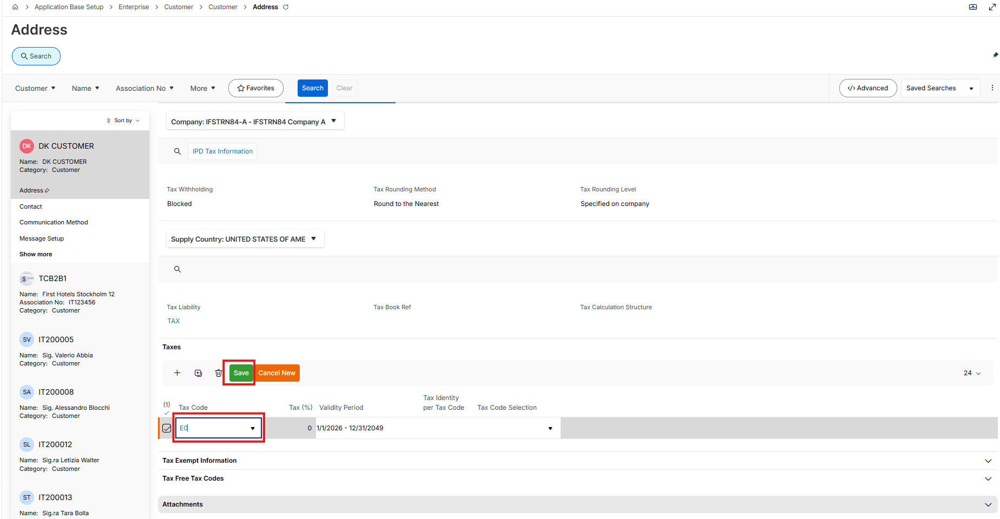 Application Base Setup > Enterprise > Customer > Customer > Address
Address
Search
Customer Name Association No More Favorites Search Clear </> Advanced Saved Searches
Sort by
DK DK CUSTOMER
Name: DK CUSTOMER
Category: Customer
Address
Contact
Communication Method
Message Setup
Show more
TCB2B1
Name: First Hotels Stockholm 12
Association No: IT123456
Category: Customer
SV IT200005
Name: Sig. Valerio Abbia
Category: Customer
SA IT200008
Name: Sig. Alessandro Blocchi
Category: Customer
SL IT200012
Name: Sig.ra Letizia Walter
Category: Customer
ST IT200013
Name: Sig.ra Tara Bolla
Company: IFSTRN84-A - IFSTRN84 Company A
IPD Tax Information
Tax Withholding Tax Rounding Method Tax Rounding Level
Blocked Round to the Nearest Specified on company
Supply Country: UNITED STATES OF AME
Tax Liability Tax Book Ref Tax Calculation Structure
TAX
Taxes
Save Cancel New 24
(1) Tax Code Tax (%) Validity Period Tax Identity per Tax Code Tax Code Selection
E0 0 1/1/2026 - 12/31/2049
Tax Exempt Information
Tax Free Tax Codes
Attachments